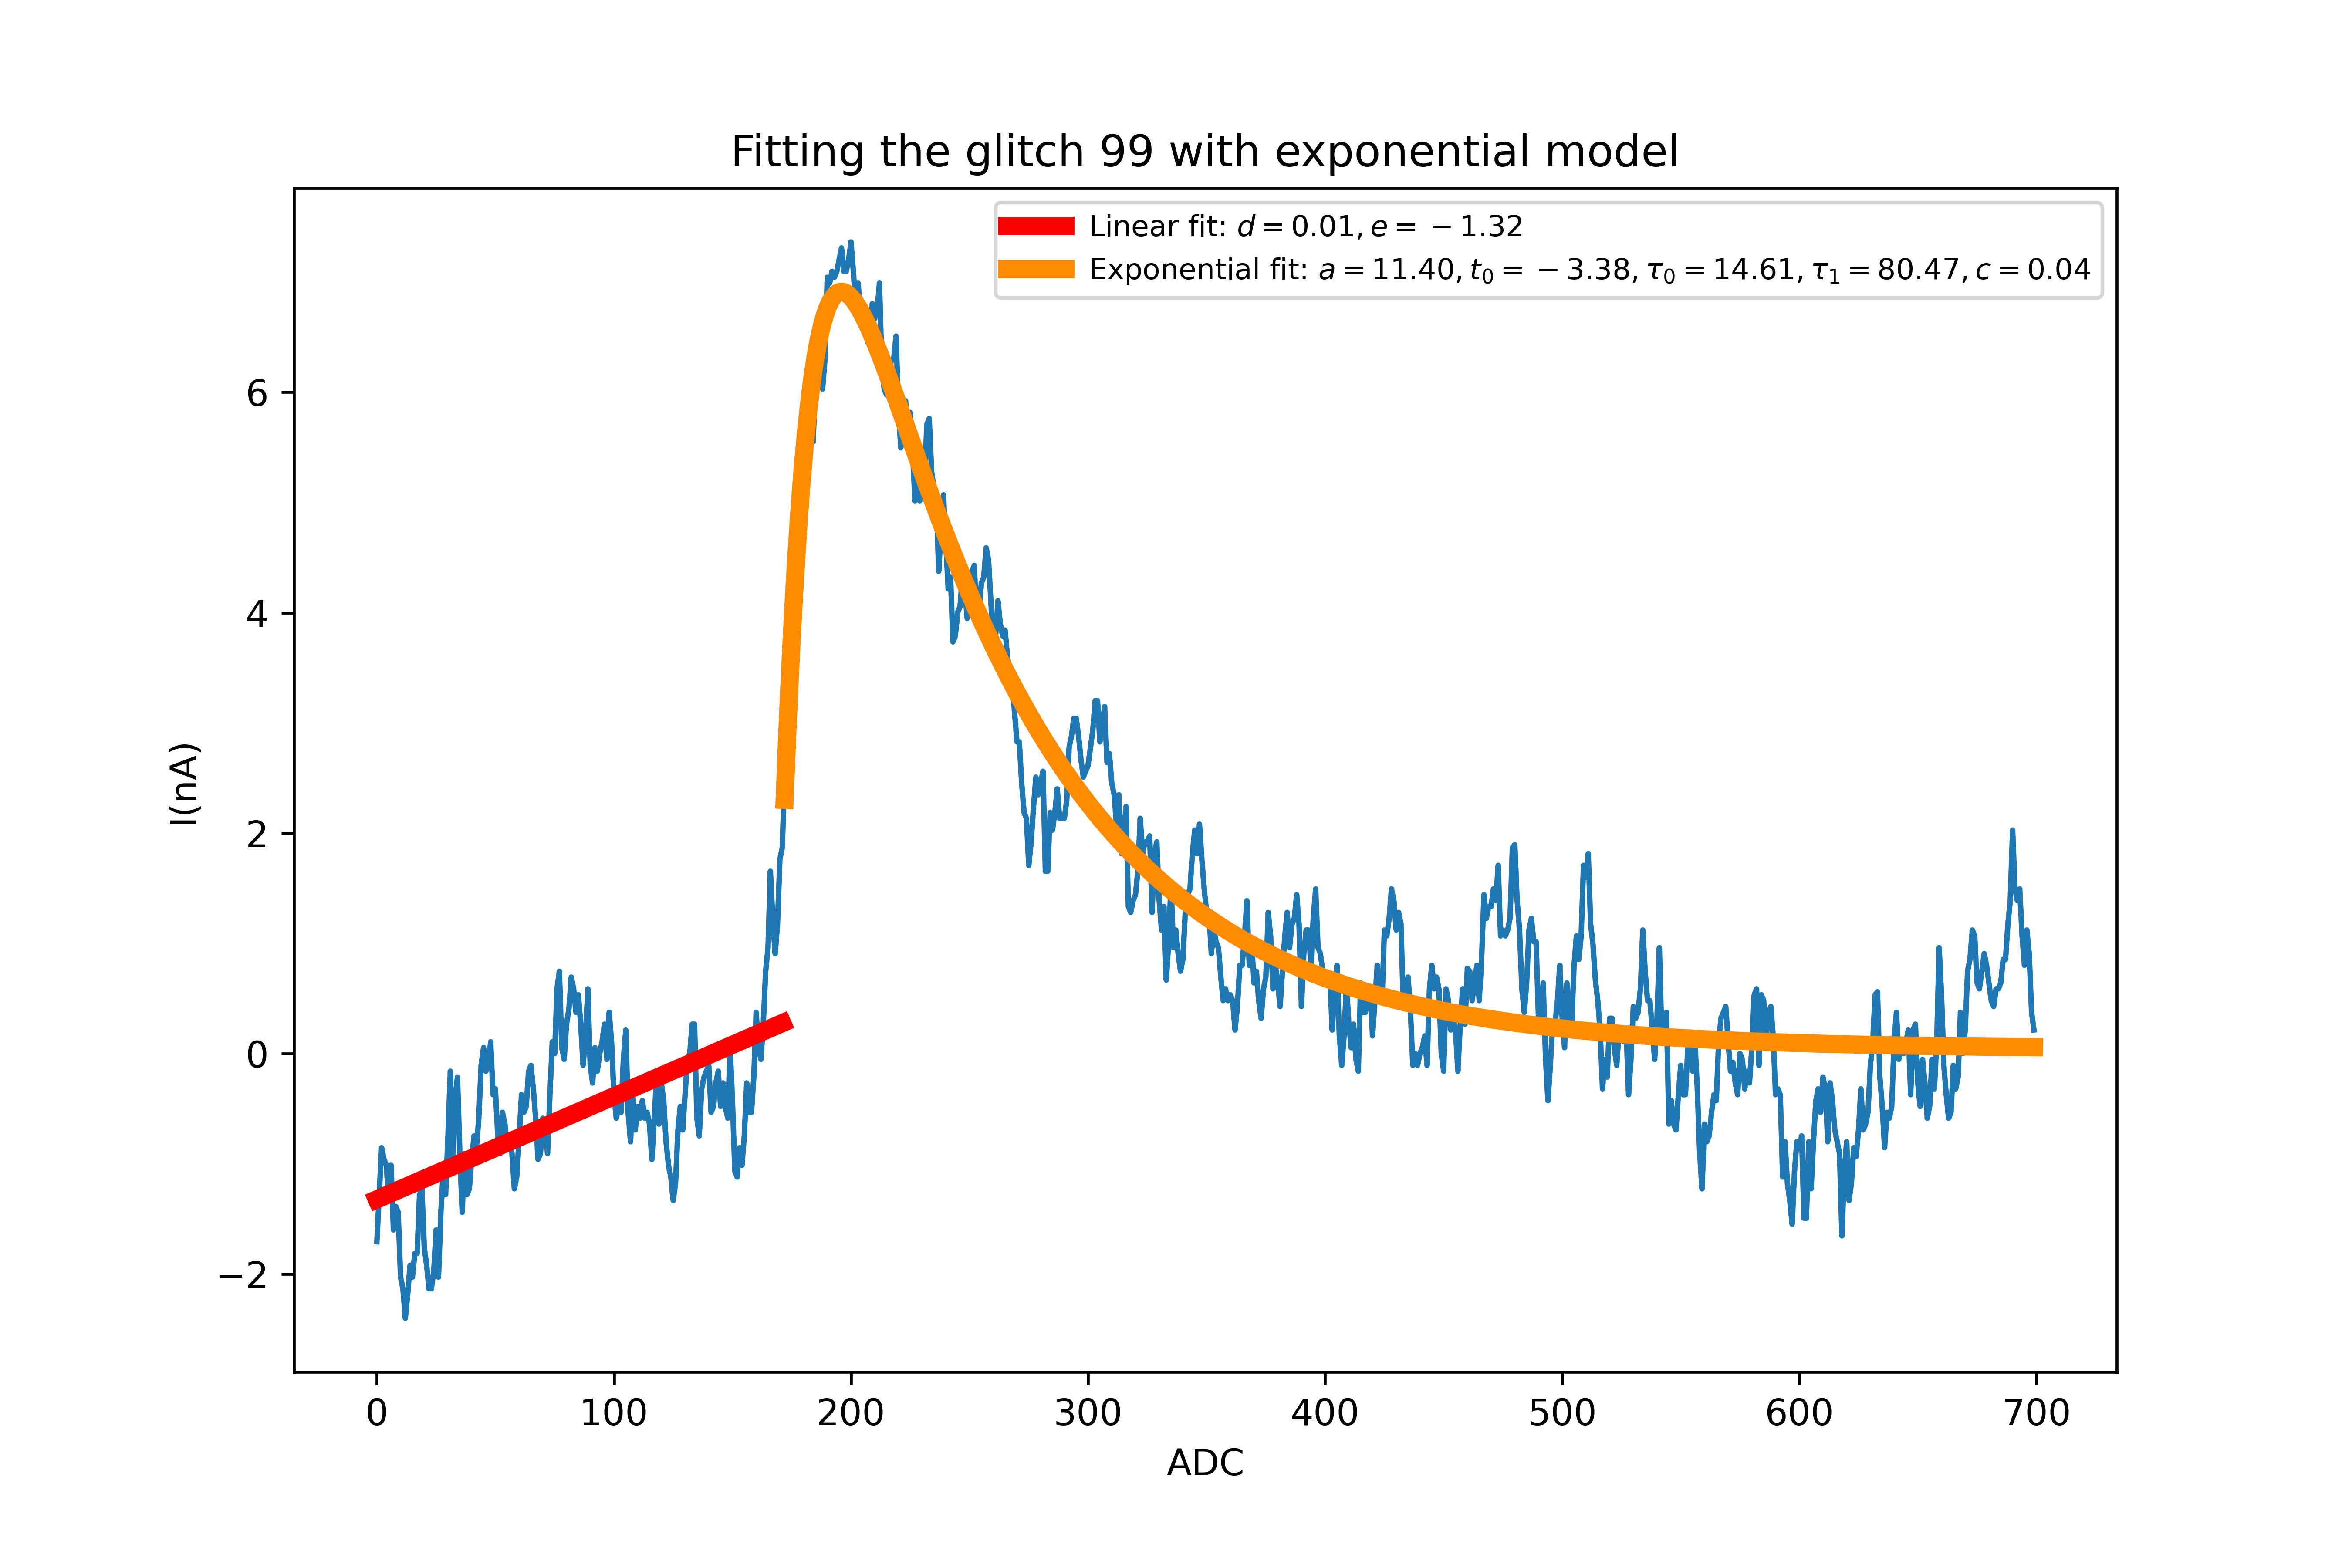 Fitting the glitch 99 with exponential model
Linear fit: d = 0.01, e = −1.32
Exponential fit: a = 11.40, t₀ = −3.38, τ₀ = 14.61, τ₁ = 80.47, c = 0.04
6
4
2
0
−2
I(nA)
0 100 200 300 400 500 600 700
ADC